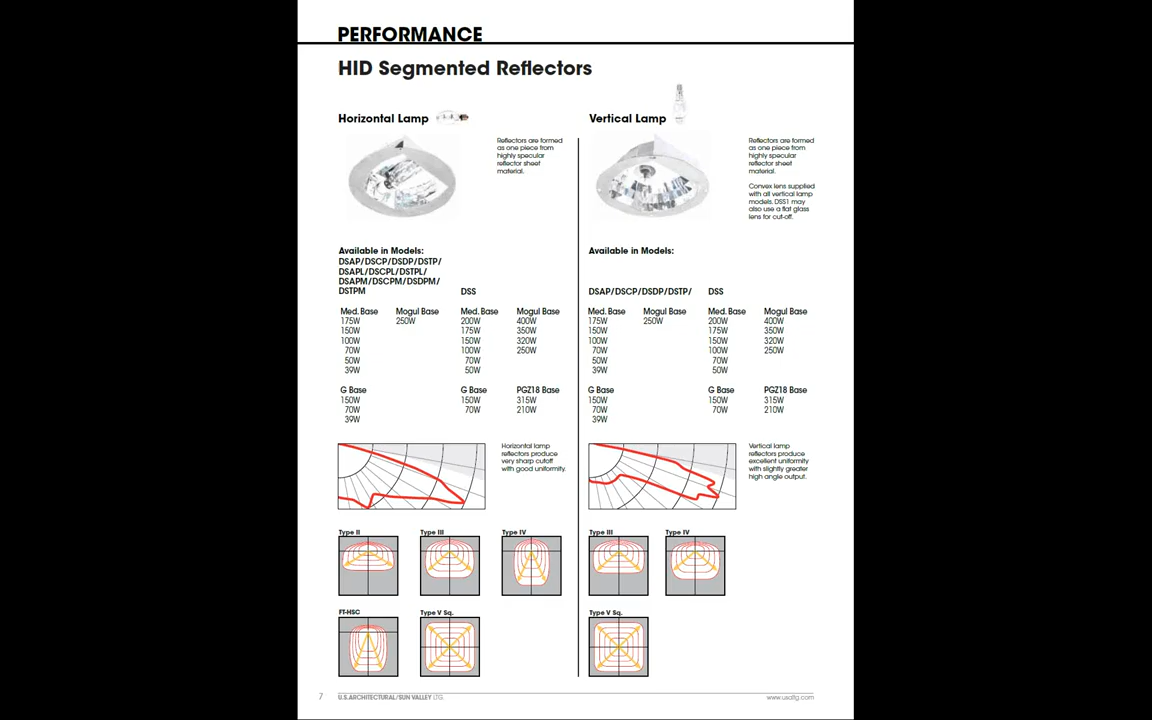 PERFORMANCE
HID Segmented Reflectors
Horizontal Lamp
Reflectors are formed
as one piece from
highly specular
reflector sheet
material.
Available in Models:
DSAP/DSCP/DSDP/DSTP/
DSAPL/DSCPL/DSTPL/
DSAPM/DSCPM/DSDPM/
DSTPM
DSS
Med. Base Mogul Base Med. Base Mogul Base
175W 250W 200W 400W
150W 175W 350W
100W 150W 320W
70W 100W 250W
50W 70W
39W 50W
G Base G Base PGZ18 Base
150W 150W 315W
70W 70W 210W
39W
Horizontal lamp
reflectors produce
very sharp cutoff
with good uniformity.
Type II Type III Type IV
FT-HSC Type V Sq.
Vertical Lamp
Reflectors are formed
as one piece from
highly specular
reflector sheet
material.
Convex lens supplied
with all vertical lamp
models. DSS1 may
also use a flat glass
lens for cut-off.
Available in Models:
DSAP/DSCP/DSDP/DSTP/ DSS
Med. Base Mogul Base Med. Base Mogul Base
175W 250W 200W 400W
150W 175W 350W
100W 150W 320W
70W 100W 250W
50W 70W
39W 50W
G Base G Base PGZ18 Base
150W 150W 315W
70W 70W 210W
39W
Vertical lamp
reflectors produce
excellent uniformity
with slightly greater
high angle output.
Type III Type IV
Type V Sq.
7 U.S.ARCHITECTURAL/SUN VALLEY LTG. www.usaltg.com